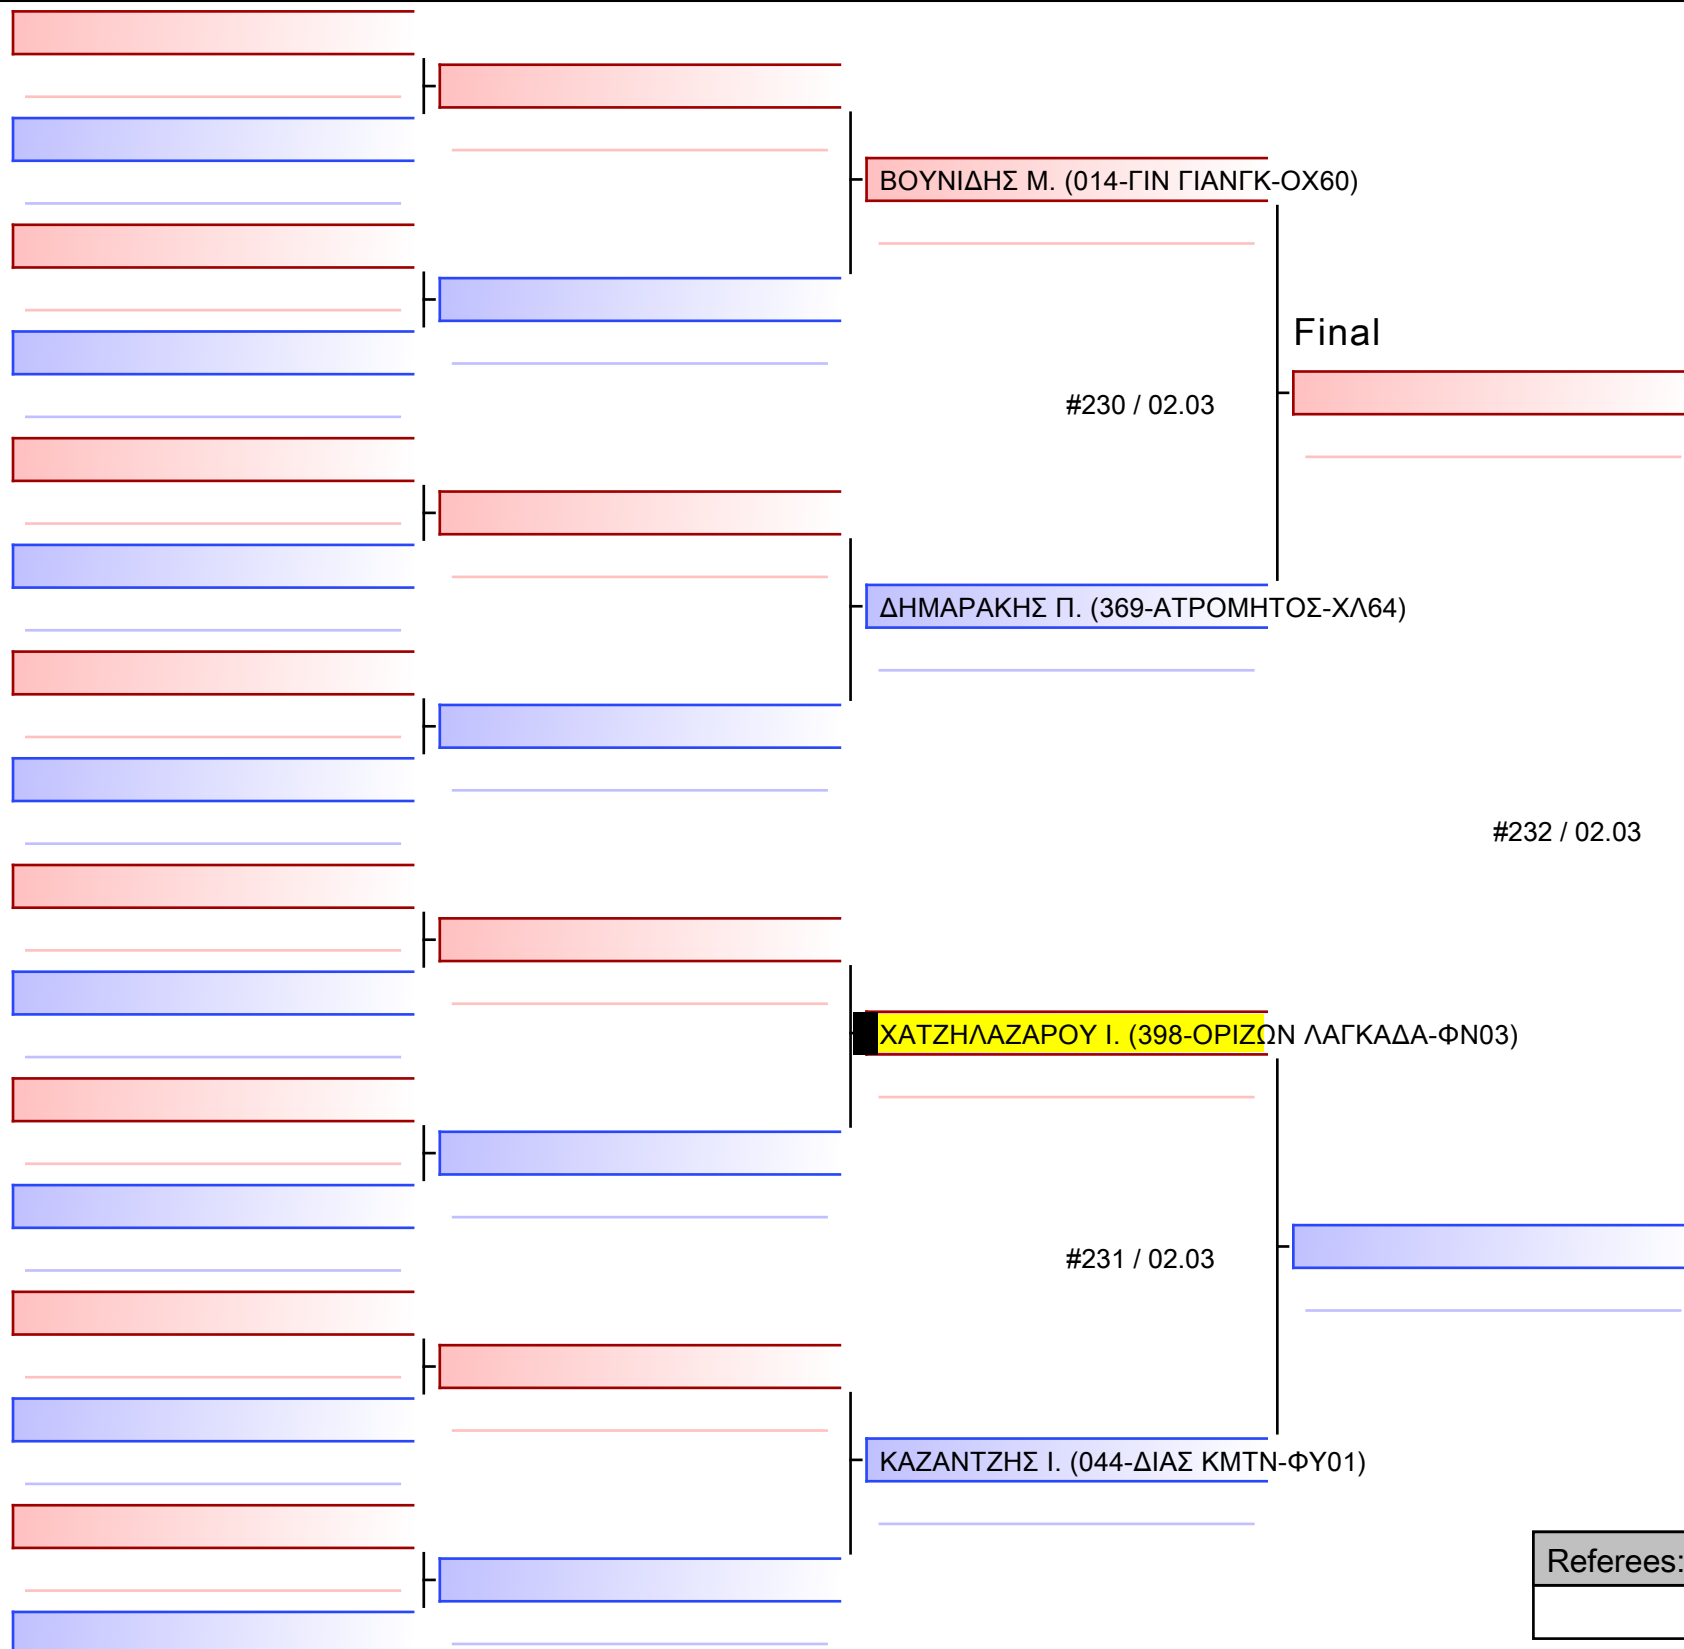 ΒΟΥΝΙΔΗΣ Μ. (014-ΓΙΝ ΓΙΑΝΓΚ-ΟΧ60)
Final
#230 / 02.03
ΔΗΜΑΡΑΚΗΣ Π. (369-ΑΤΡΟΜΗΤΟΣ-ΧΛ64)
#232 / 02.03
ΧΑΤΖΗΛΑΖΑΡΟΥ Ι. (398-ΟΡΙΖΩΝ ΛΑΓΚΑΔΑ-ΦΝ03)
#231 / 02.03
ΚΑΖΑΝΤΖΗΣ Ι. (044-ΔΙΑΣ ΚΜΤΝ-ΦΥ01)
Referees: